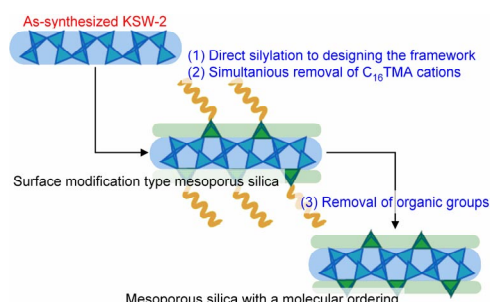 As-synthesized KSW-2
(1) Direct silylation to designing the framework
(2) Simultanious removal of C₁₆TMA cations
Surface modification type mesoporus silica
(3) Removal of organic groups
Mesoporous silica with a molecular ordering